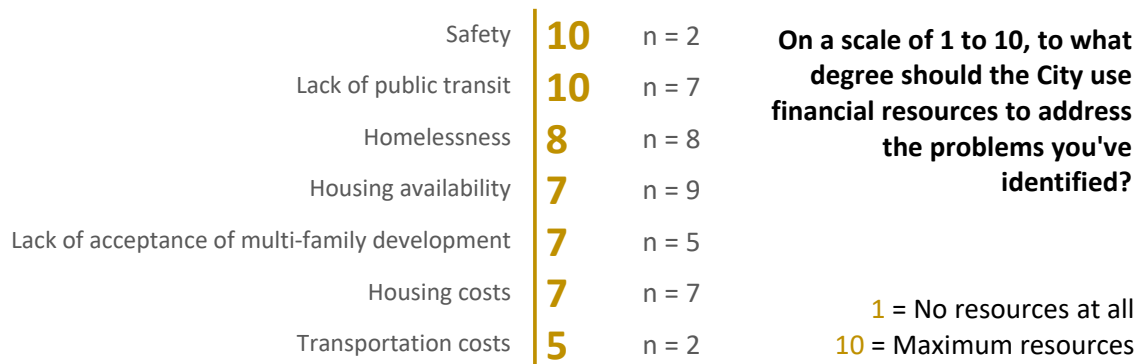 Safety 10 n = 2
Lack of public transit 10 n = 7
Homelessness 8 n = 8
Housing availability 7 n = 9
Lack of acceptance of multi-family development 7 n = 5
Housing costs 7 n = 7
Transportation costs 5 n = 2
On a scale of 1 to 10, to what
degree should the City use
financial resources to address
the problems you've
identified?
1 = No resources at all
10 = Maximum resources